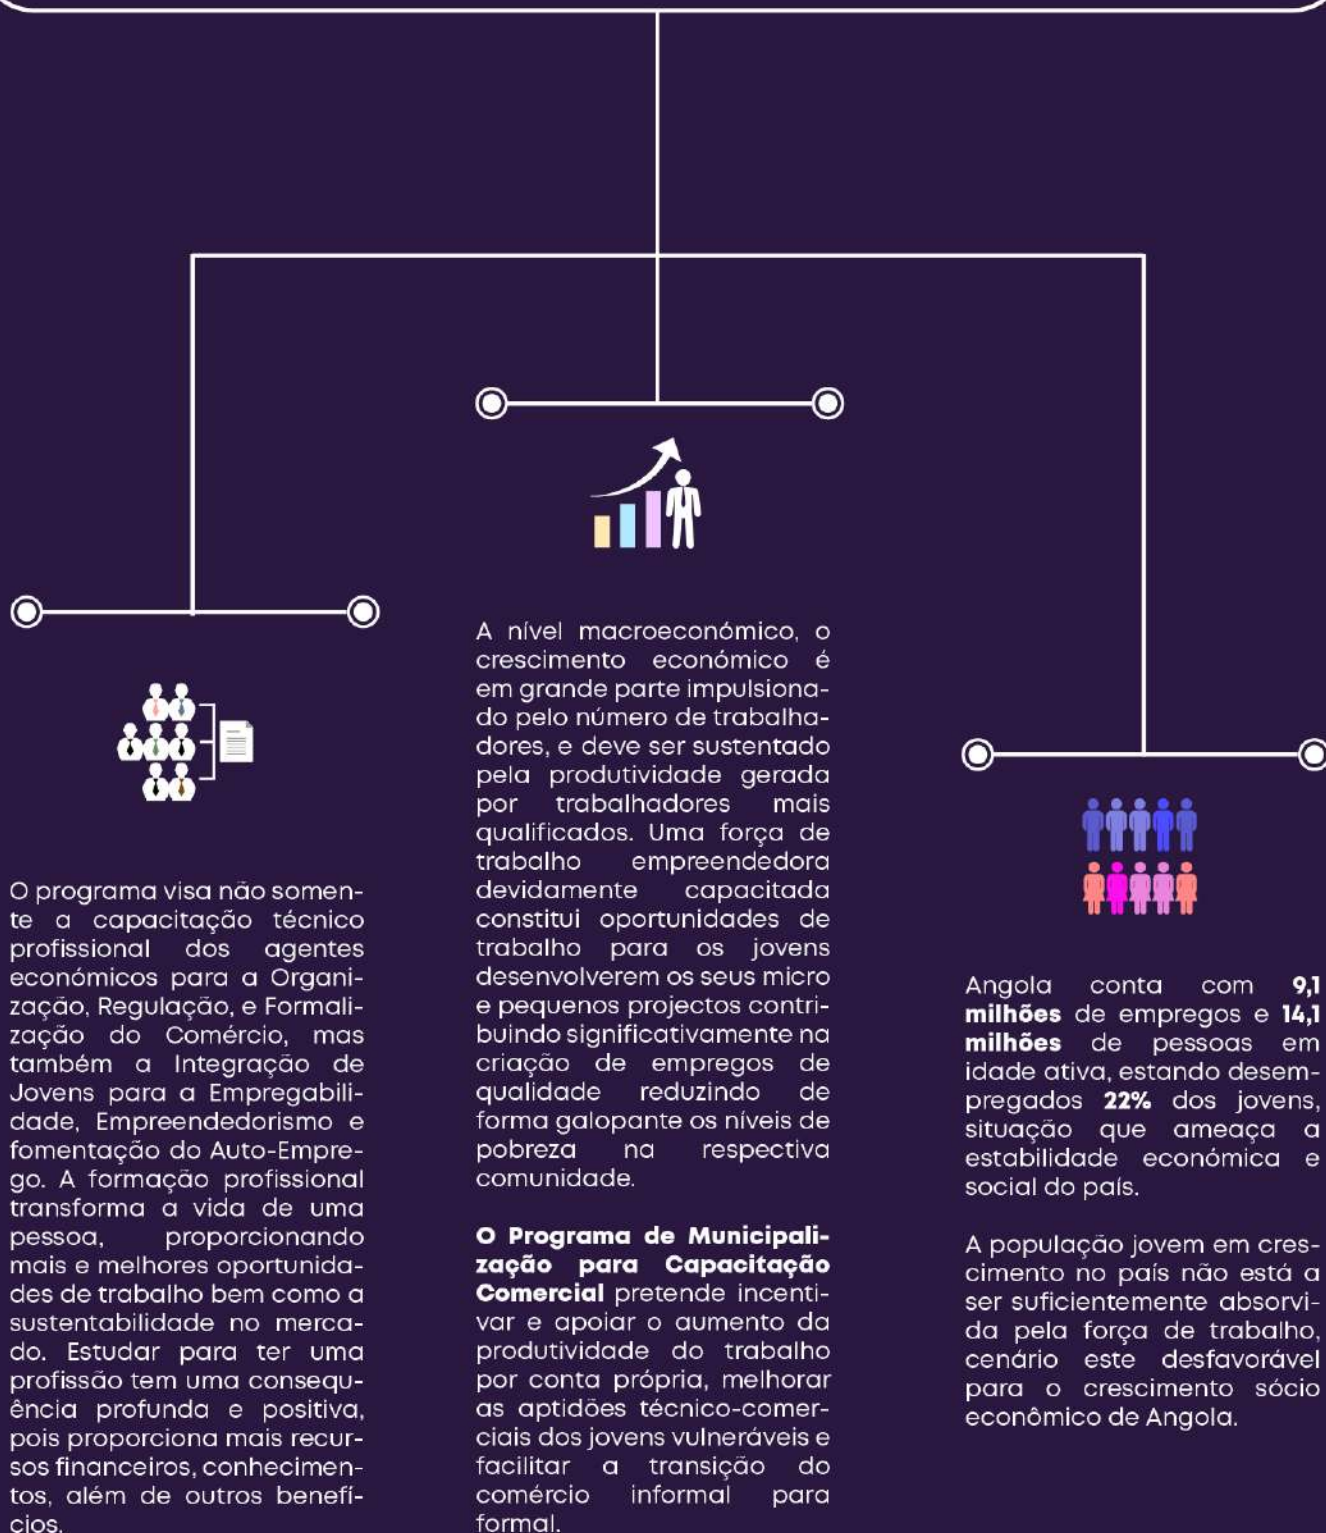 O programa visa não somen-
te a capacitação técnico
profissional dos agentes
económicos para a Organi-
zação, Regulação, e Formali-
zação do Comércio, mas
também a Integração de
Jovens para a Empregabili-
dade, Empreendedorismo e
fomentação do Auto-Empre-
go. A formação profissional
transforma a vida de uma
pessoa, proporcionando
mais e melhores oportunida-
des de trabalho bem como a
sustentabilidade no merca-
do. Estudar para ter uma
profissão tem uma consequ-
ência profunda e positiva,
pois proporciona mais recur-
sos financeiros, conhecimen-
tos, além de outros benefí-
cios.
A nível macroeconómico, o
crescimento económico é
em grande parte impulsiona-
do pelo número de trabalha-
dores, e deve ser sustentado
pela produtividade gerada
por trabalhadores mais
qualificados. Uma força de
trabalho empreendedora
devidamente capacitada
constitui oportunidades de
trabalho para os jovens
desenvolverem os seus micro
e pequenos projectos contri-
buindo significativamente na
criação de empregos de
qualidade reduzindo de
forma galopante os níveis de
pobreza na respectiva
comunidade.
O Programa de Municipali-
zação para Capacitação
Comercial pretende incenti-
var e apoiar o aumento da
produtividade do trabalho
por conta própria, melhorar
as aptidões técnico-comer-
ciais dos jovens vulneráveis e
facilitar a transição do
comércio informal para
formal.
Angola conta com 9,1
milhões de empregos e 14,1
milhões de pessoas em
idade ativa, estando desem-
pregados 22% dos jovens,
situação que ameaça a
estabilidade económica e
social do país.
A população jovem em cres-
cimento no país não está a
ser suficientemente absorvi-
da pela força de trabalho,
cenário este desfavorável
para o crescimento sócio
econômico de Angola.